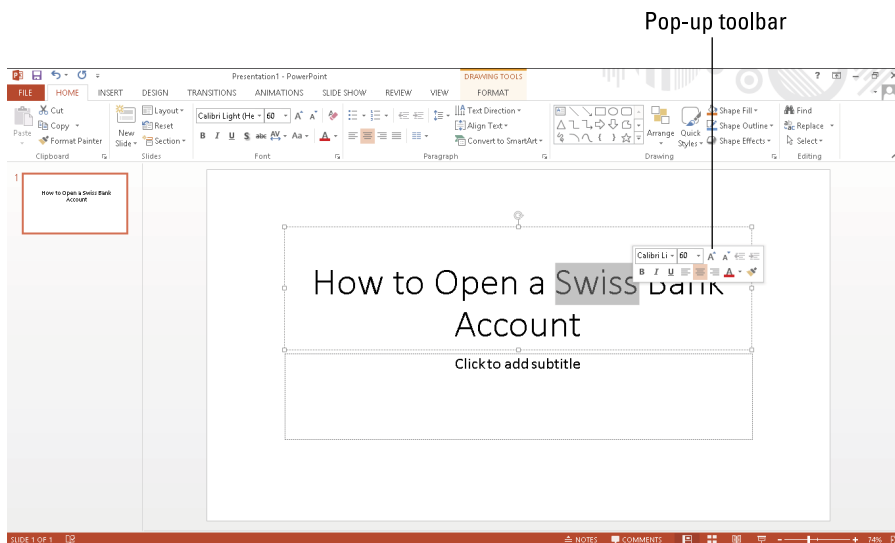 Pop-up toolbar
Presentation1 - PowerPoint
DRAWING TOOLS
FILE HOME INSERT DESIGN TRANSITIONS ANIMATIONS SLIDE SHOW REVIEW VIEW FORMAT
Cut Layout Calibri Light (He 60 A A Text Direction Shape Fill Find
Copy Reset Align Text Shape Outline Replace
Paste Format Painter New Slide Section B I U S abc AV Aa A Convert to SmartArt Arrange Quick Styles Shape Effects Select
Clipboard Slides Font Paragraph Drawing Editing
1
How to Open a Swiss Bank
Account
Calibri Li 60 A A
B I U A
How to Open a Swiss Bank
Account
Click to add subtitle
SLIDE 1 OF 1 NOTES COMMENTS 74%